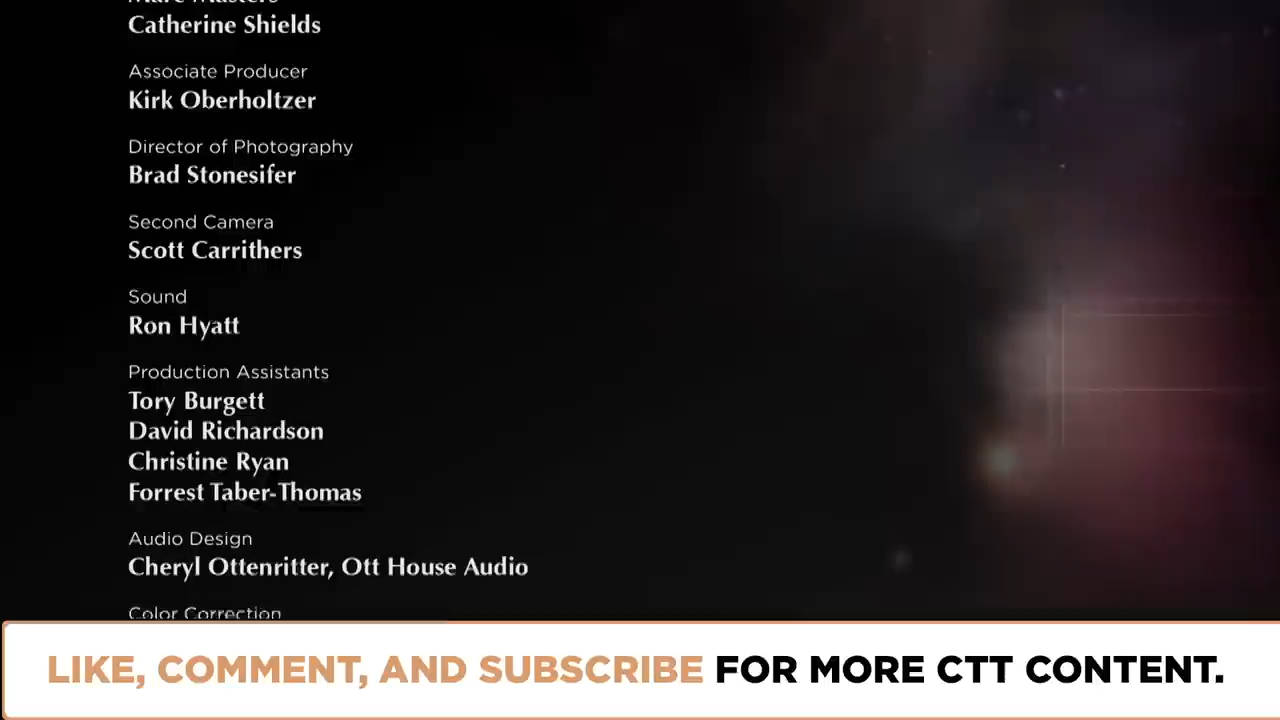 Marc Masters
Catherine Shields
Associate Producer
Kirk Oberholtzer
Director of Photography
Brad Stonesifer
Second Camera
Scott Carrithers
Sound
Ron Hyatt
Production Assistants
Tory Burgett
David Richardson
Christine Ryan
Forrest Taber-Thomas
Audio Design
Cheryl Ottenritter, Ott House Audio
Color Correction
LIKE, COMMENT, AND SUBSCRIBE FOR MORE CTT CONTENT.